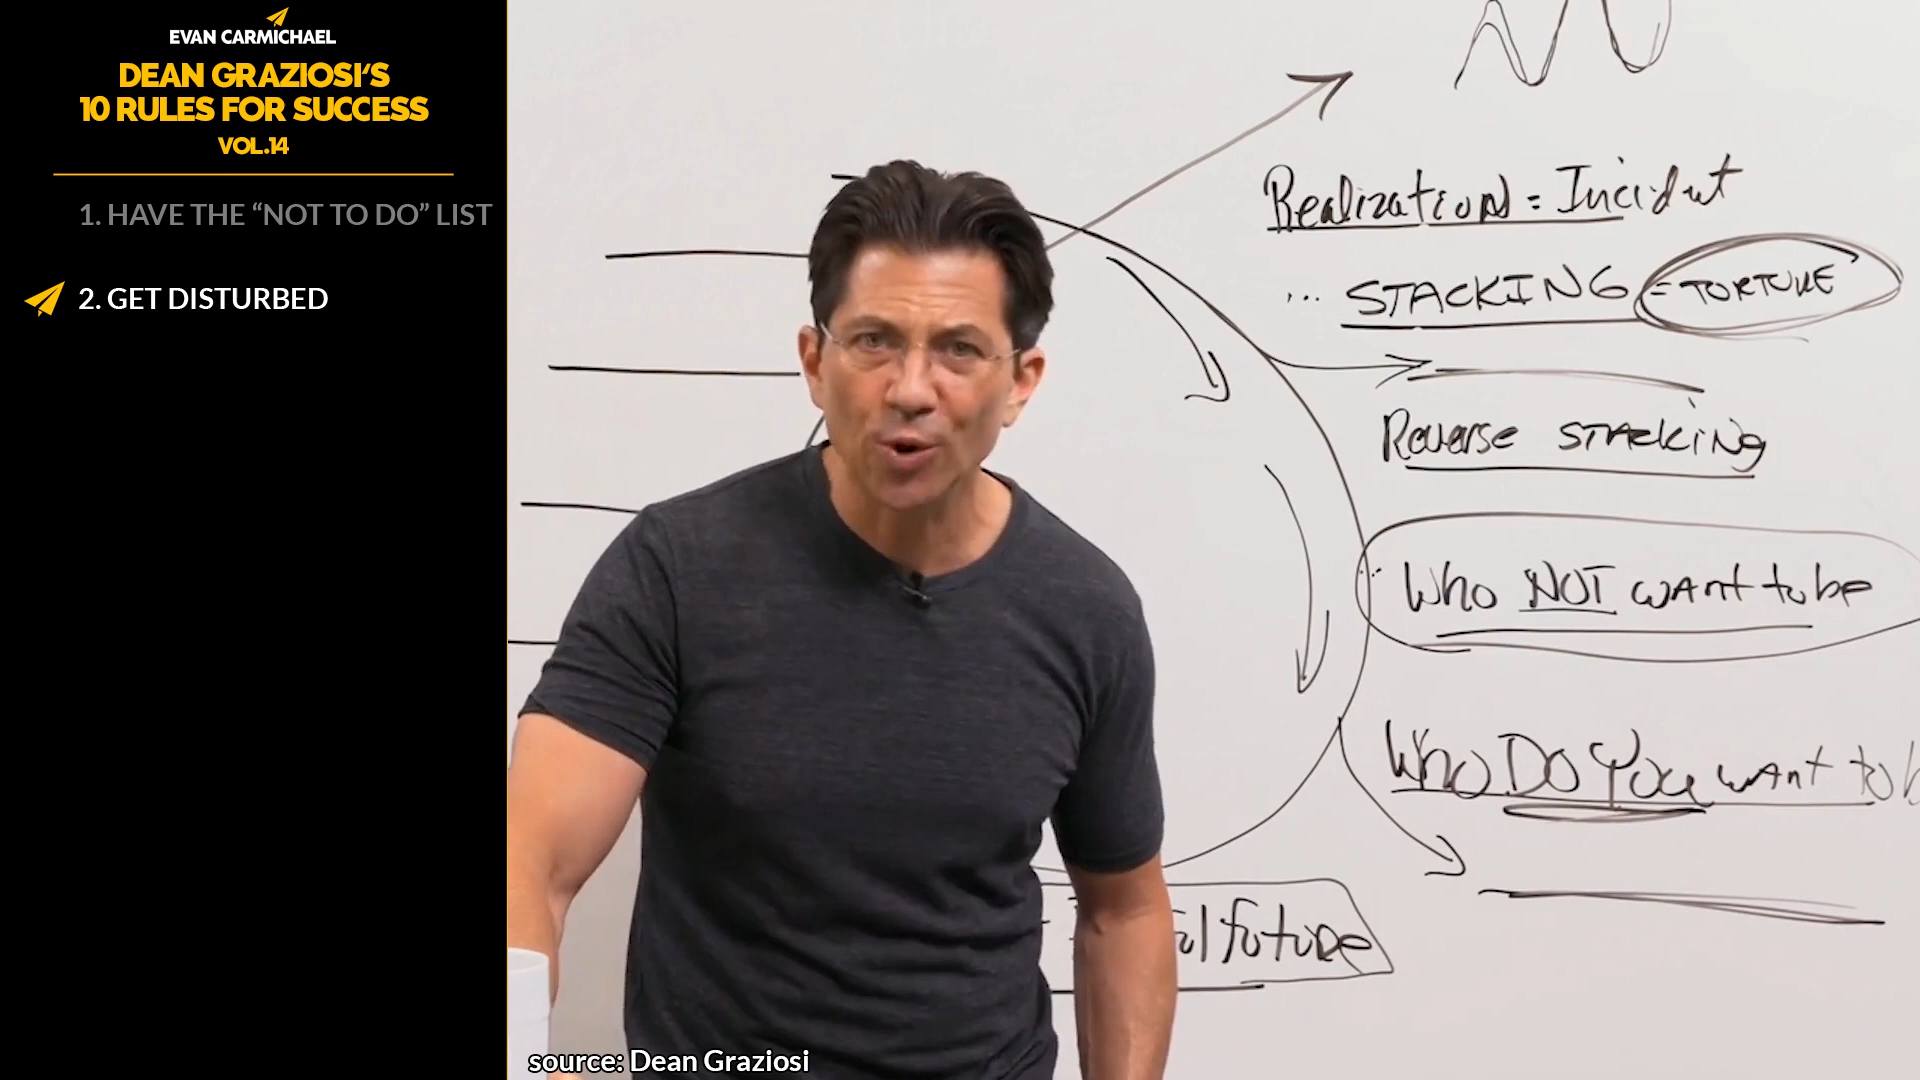 EVAN CARMICHAEL
DEAN GRAZIOSI'S
10 RULES FOR SUCCESS
VOL.14
1. HAVE THE “NOT TO DO” LIST
2. GET DISTURBED
Realization = Incident
... STACKING = TORTURE
Reverse STACKING
Who NOT want to be
Who DO You want to b
ful future
source: Dean Graziosi